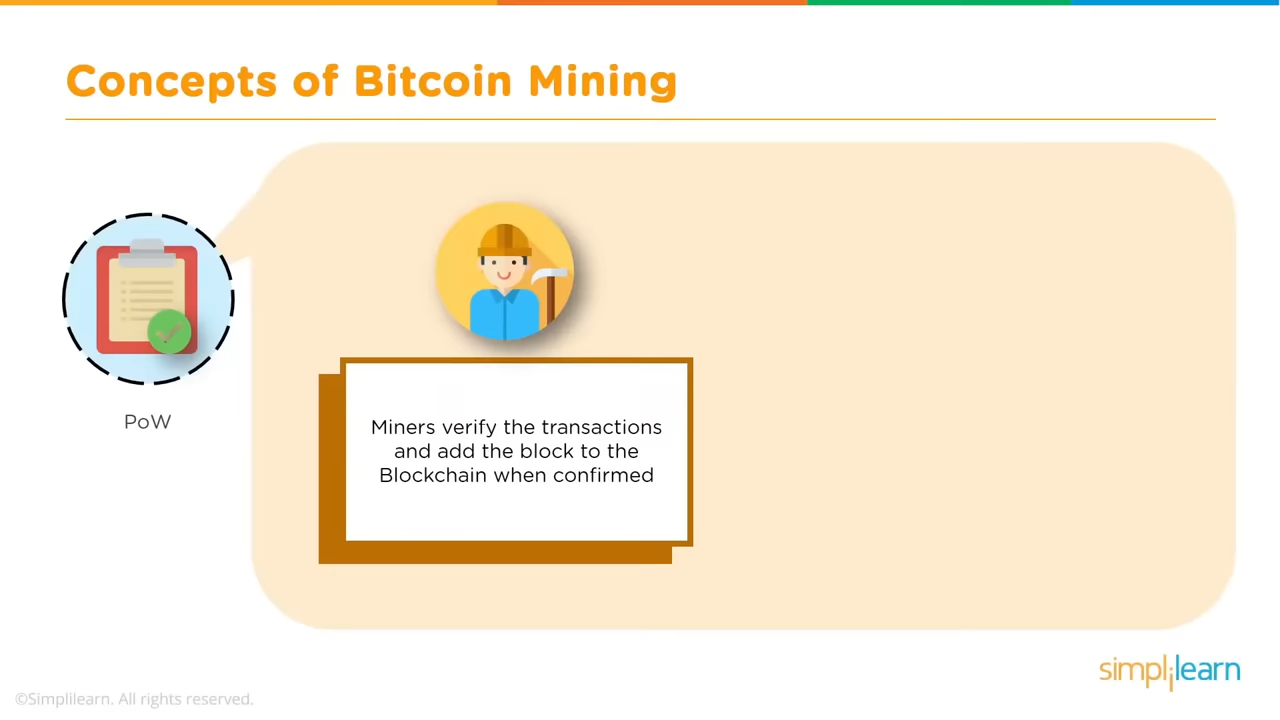 Concepts of Bitcoin Mining
PoW
Miners verify the transactions
and add the block to the
Blockchain when confirmed
simplilearn
©Simplilearn. All rights reserved.